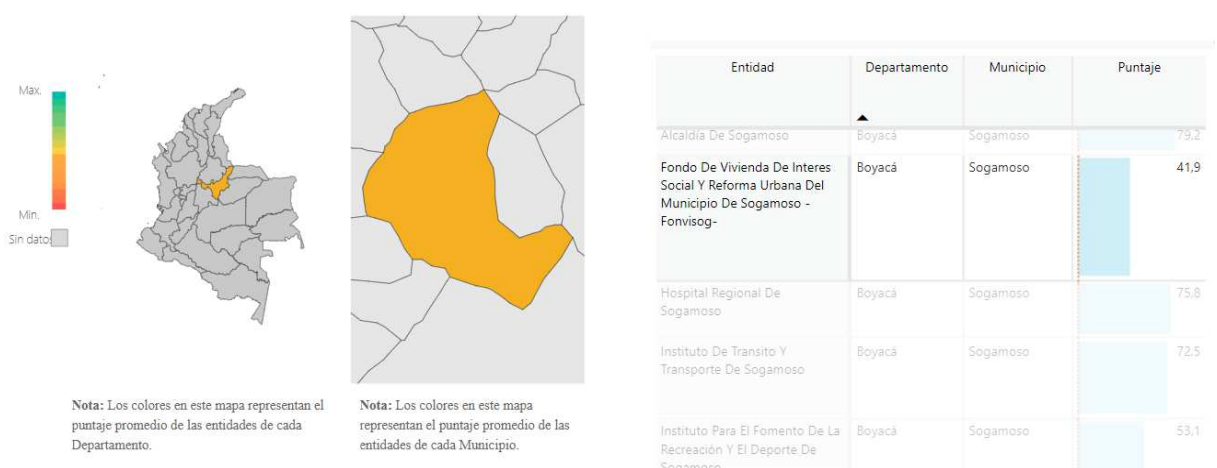 Max.
Min.
Sin datos
Nota: Los colores en este mapa representan el
puntaje promedio de las entidades de cada
Departamento.
Nota: Los colores en este mapa
representan el puntaje promedio de las
entidades de cada Municipio.
Entidad Departamento Municipio Puntaje
Alcaldía De Sogamoso Boyacá Sogamoso 79,2
Fondo De Vivienda De Interes Boyacá Sogamoso 41,9
Social Y Reforma Urbana Del
Municipio De Sogamoso -
Fonvisog-
Hospital Regional De Boyacá Sogamoso 75,8
Sogamoso
Instituto De Transito Y Boyacá Sogamoso 72,5
Transporte De Sogamoso
Instituto Para El Fomento De La Boyacá Sogamoso 53,1
Recreación Y El Deporte De
Sogamoso